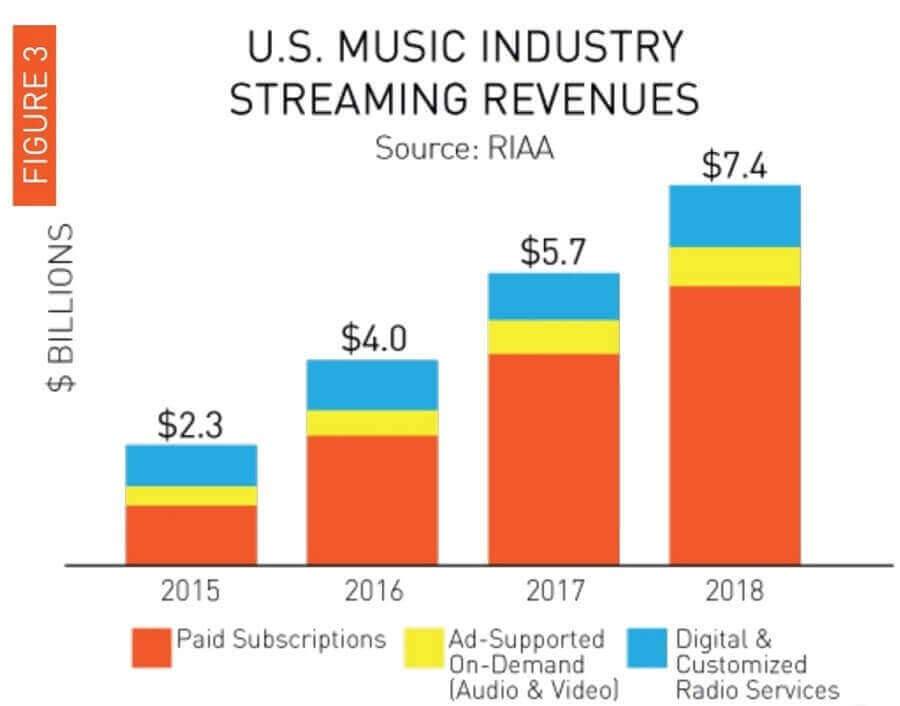 FIGURE 3
U.S. MUSIC INDUSTRY
STREAMING REVENUES
Source: RIAA
$ BILLIONS
$2.3
$4.0
$5.7
$7.4
2015
2016
2017
2018
Paid Subscriptions
Ad-Supported
On-Demand
(Audio & Video)
Digital &
Customized
Radio Services